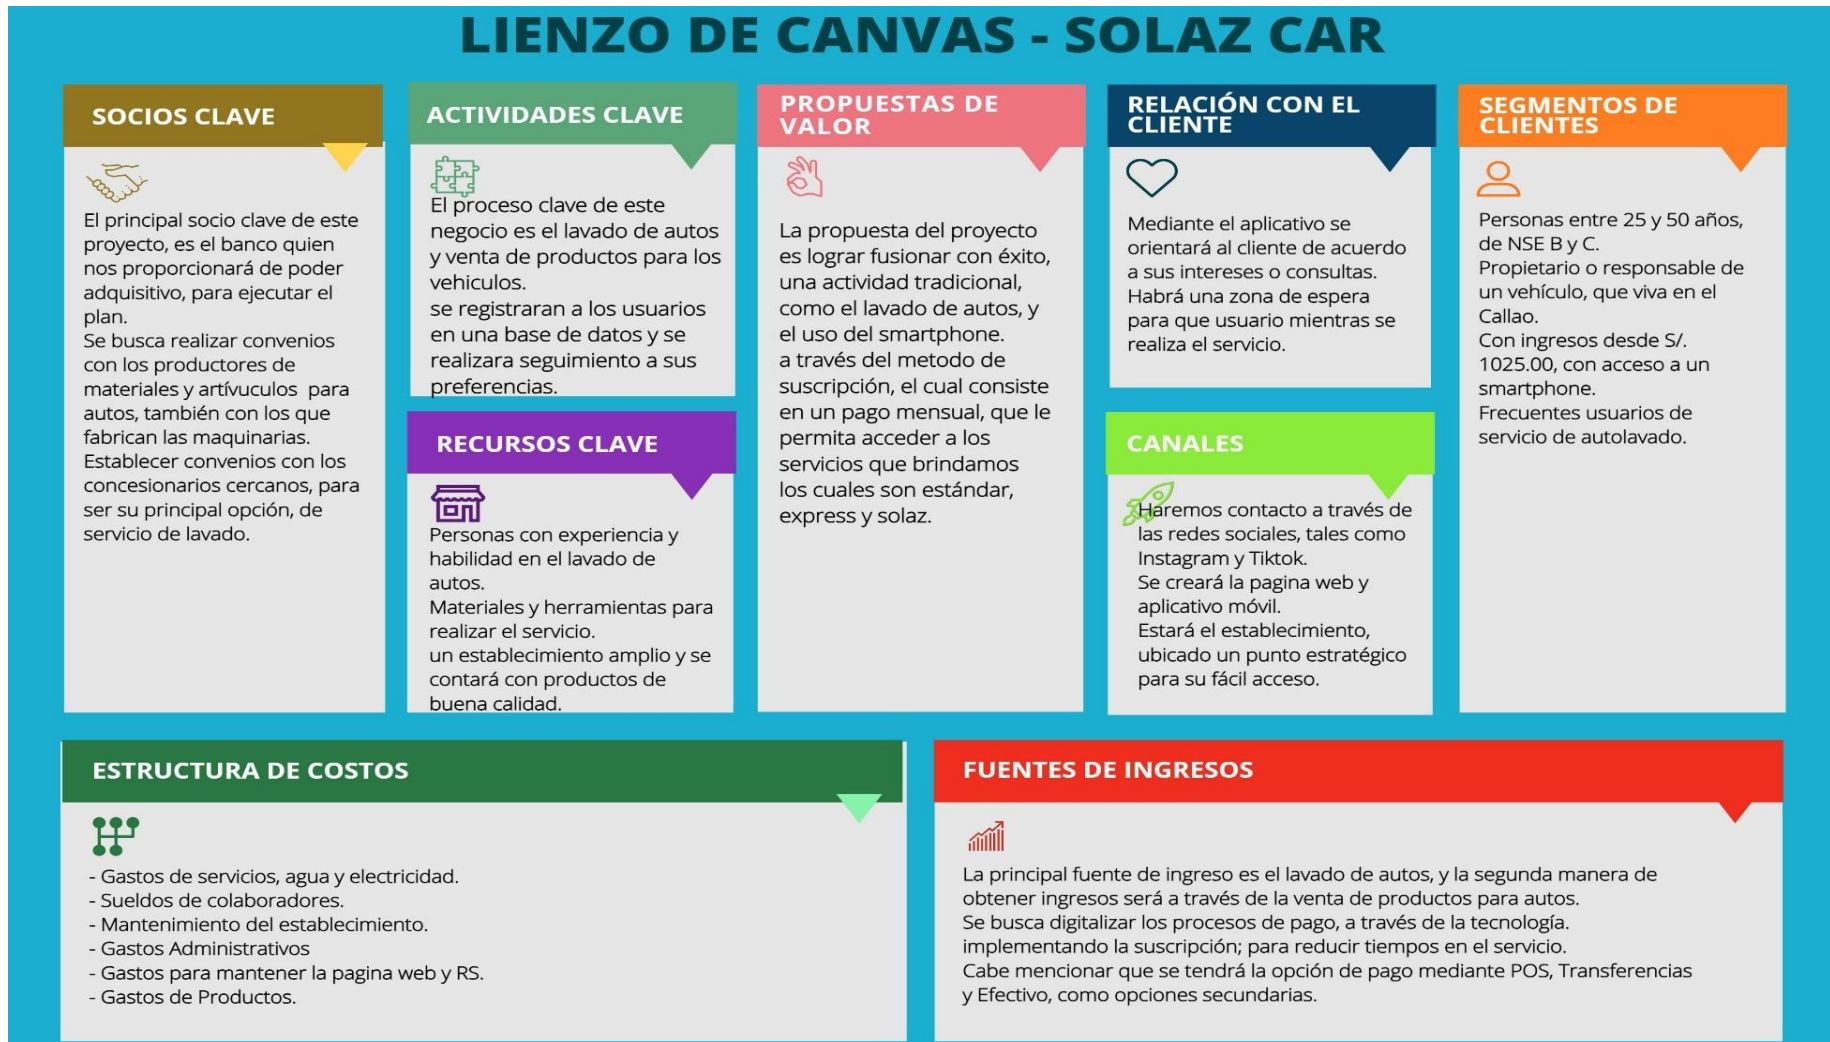 LIENZO DE CANVAS - SOLAZ CAR
SOCIOS CLAVE
El principal socio clave de este
proyecto, es el banco quien
nos proporcionará de poder
adquisitivo, para ejecutar el
plan.
Se busca realizar convenios
con los productores de
materiales y artívuculos para
autos, también con los que
fabrican las maquinarias.
Establecer convenios con los
concesionarios cercanos, para
ser su principal opción, de
servicio de lavado.
ACTIVIDADES CLAVE
El proceso clave de este
negocio es el lavado de autos
y venta de productos para los
vehiculos.
se registraran a los usuarios
en una base de datos y se
realizara seguimiento a sus
preferencias.
RECURSOS CLAVE
Personas con experiencia y
habilidad en el lavado de
autos.
Materiales y herramientas para
realizar el servicio.
un establecimiento amplio y se
contará con productos de
buena calidad.
PROPUESTAS DE
VALOR
La propuesta del proyecto
es lograr fusionar con éxito,
una actividad tradicional,
como el lavado de autos, y
el uso del smartphone.
a través del metodo de
suscripción, el cual consiste
en un pago mensual, que le
permita acceder a los
servicios que brindamos
los cuales son estándar,
express y solaz.
RELACIÓN CON EL
CLIENTE
Mediante el aplicativo se
orientará al cliente de acuerdo
a sus intereses o consultas.
Habrá una zona de espera
para que usuario mientras se
realiza el servicio.
CANALES
Haremos contacto a través de
las redes sociales, tales como
Instagram y Tiktok.
Se creará la pagina web y
aplicativo móvil.
Estará el establecimiento,
ubicado un punto estratégico
para su fácil acceso.
SEGMENTOS DE
CLIENTES
Personas entre 25 y 50 años,
de NSE B y C.
Propietario o responsable de
un vehículo, que viva en el
Callao.
Con ingresos desde S/.
1025.00, con acceso a un
smartphone.
Frecuentes usuarios de
servicio de autolavado.
ESTRUCTURA DE COSTOS
- Gastos de servicios, agua y electricidad.
- Sueldos de colaboradores.
- Mantenimiento del establecimiento.
- Gastos Administrativos
- Gastos para mantener la pagina web y RS.
- Gastos de Productos.
FUENTES DE INGRESOS
La principal fuente de ingreso es el lavado de autos, y la segunda manera de
obtener ingresos será a través de la venta de productos para autos.
Se busca digitalizar los procesos de pago, a través de la tecnología.
implementando la suscripción; para reducir tiempos en el servicio.
Cabe mencionar que se tendrá la opción de pago mediante POS, Transferencias
y Efectivo, como opciones secundarias.